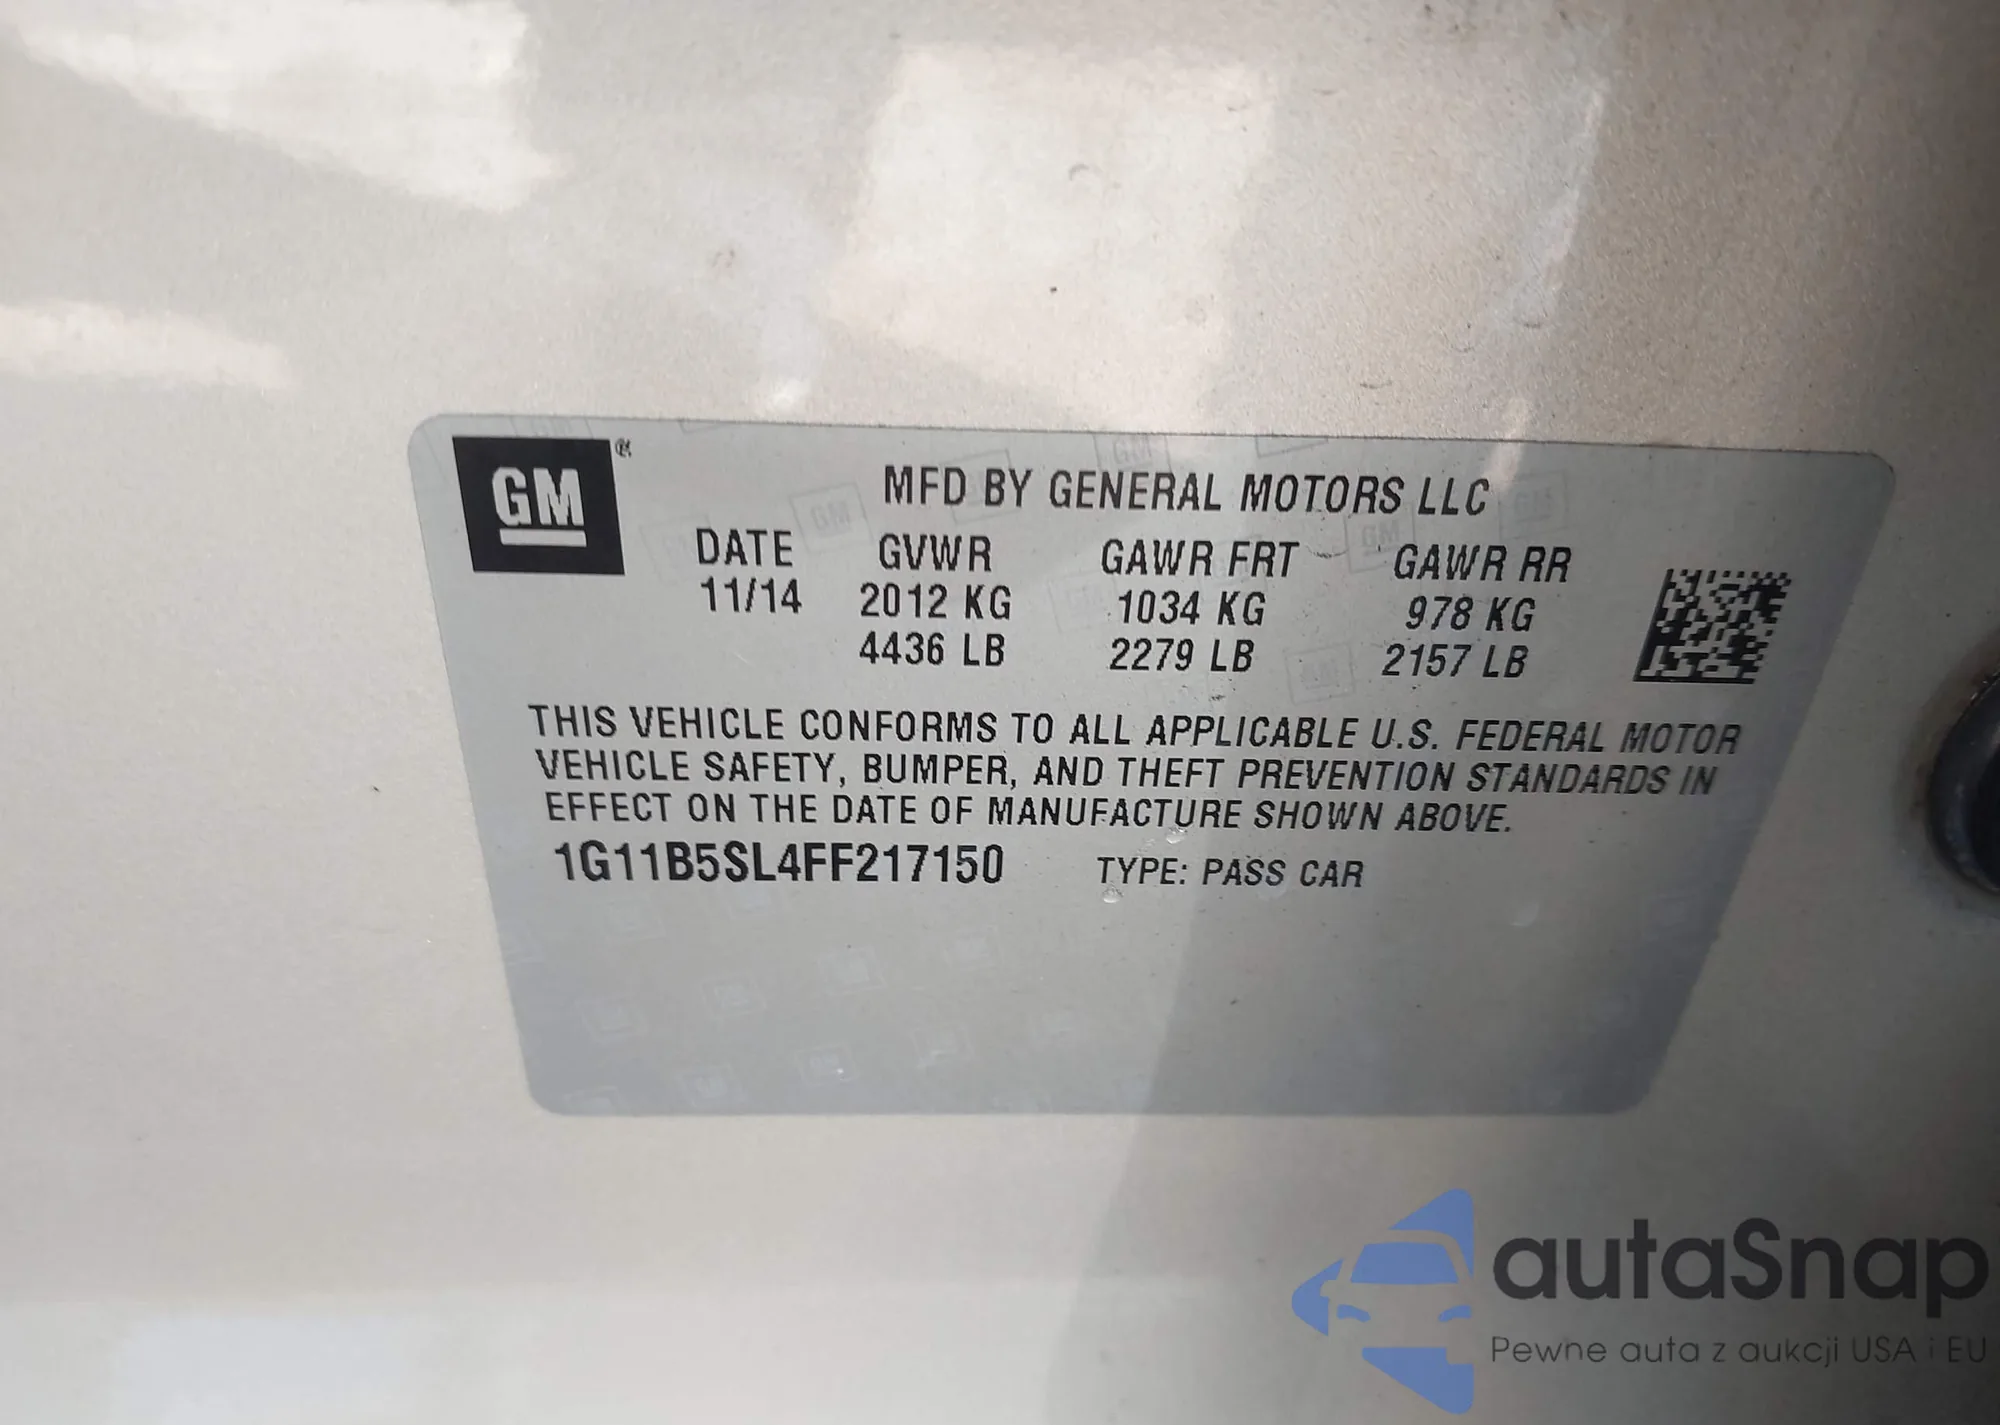 GM®
MFD BY GENERAL MOTORS LLC
DATE GVWR GAWR FRT GAWR RR
11/14 2012 KG 1034 KG 978 KG
4436 LB 2279 LB 2157 LB
THIS VEHICLE CONFORMS TO ALL APPLICABLE U.S. FEDERAL MOTOR
VEHICLE SAFETY, BUMPER, AND THEFT PREVENTION STANDARDS IN
EFFECT ON THE DATE OF MANUFACTURE SHOWN ABOVE.
1G11B5SL4FF217150 TYPE: PASS CAR
autaSnap
Pewne auta z aukcji USA i EU